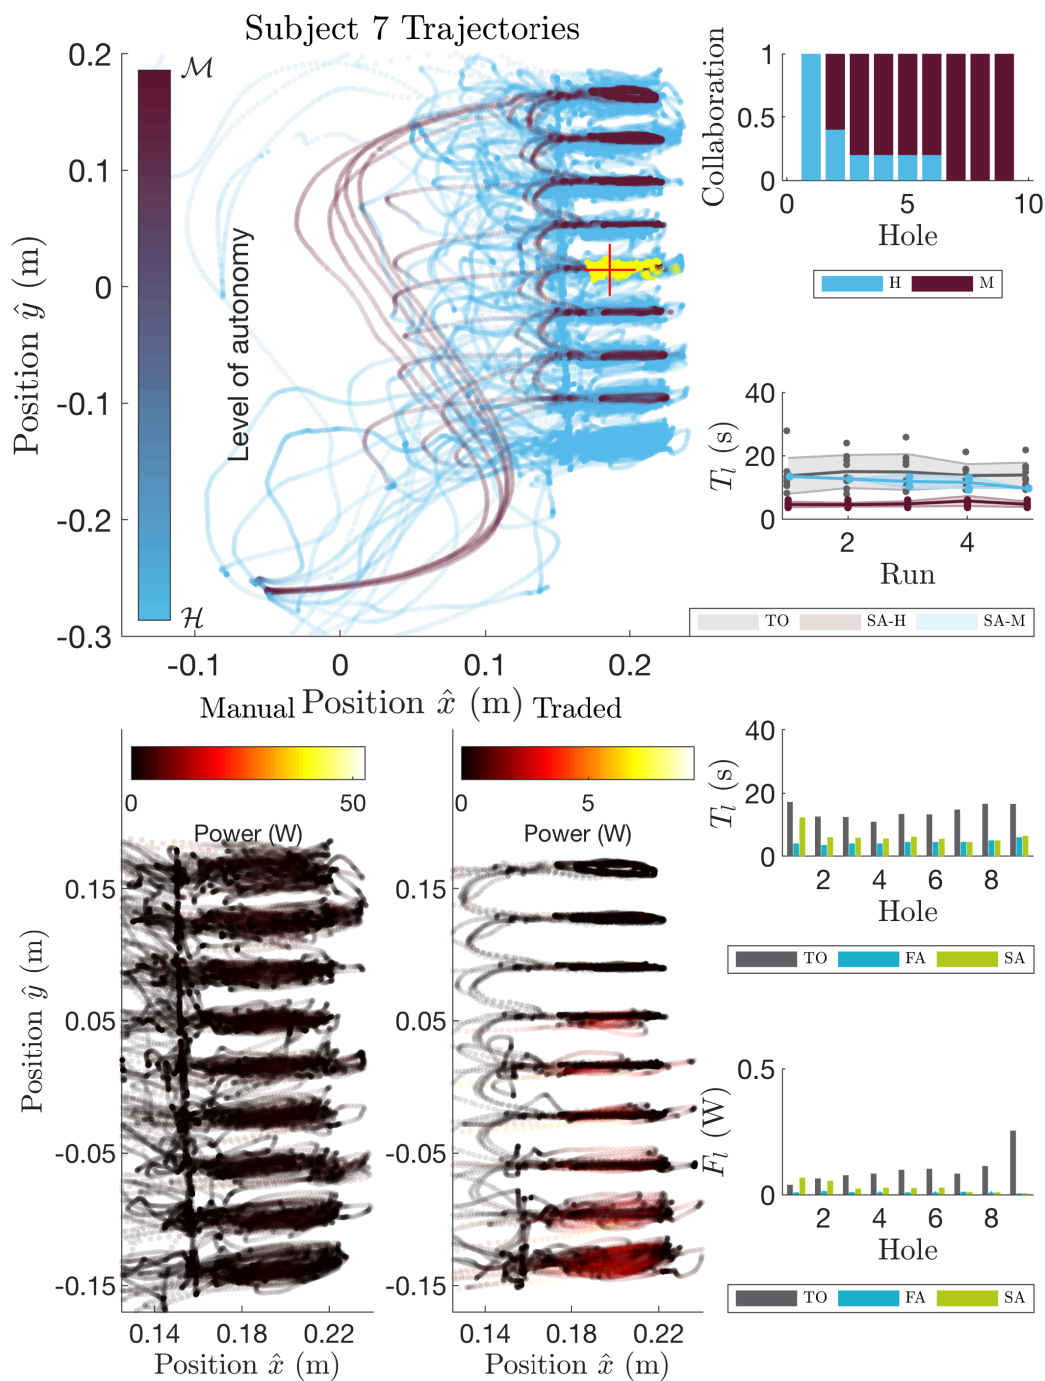 Subject 7 Trajectories
0.2
0.1
0
-0.1
-0.2
-0.3
Position ŷ (m)
ℳ
Level of autonomy
ℋ
-0.1
0
0.1
0.2
Position x̂ (m)
1
0.5
0
Collaboration
0
5
10
Hole
H
M
40
20
0
T_l (s)
2
4
Run
TO
SA-H
SA-M
Manual
0
50
Power (W)
0.15
0.05
-0.05
-0.15
Position ŷ (m)
0.14
0.18
0.22
Position x̂ (m)
Traded
0
5
Power (W)
0.15
0.05
-0.05
-0.15
0.14
0.18
0.22
Position x̂ (m)
40
20
0
T_l (s)
2
4
6
8
Hole
TO
FA
SA
0.5
0
F_l (W)
2
4
6
8
Hole
TO
FA
SA